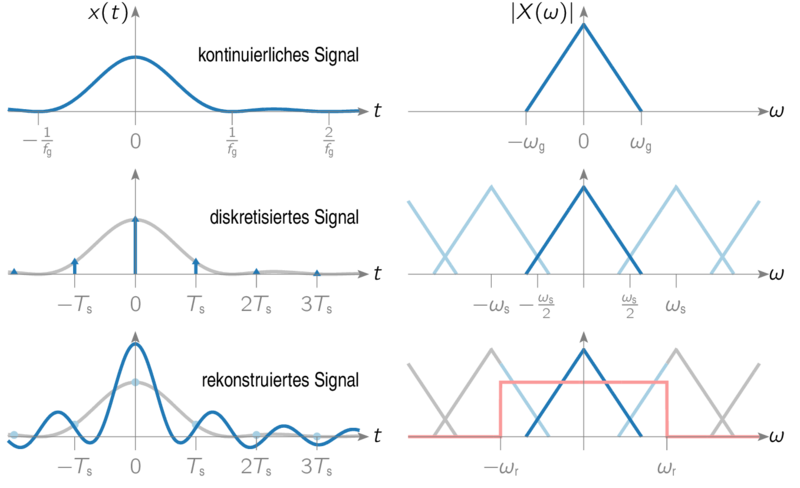 x(t) |X(ω)|
kontinuierliches Signal
t ω
−1/f_g 0 1/f_g 2/f_g −ω_g 0 ω_g
diskretisiertes Signal
t ω
−T_s 0 T_s 2T_s 3T_s −ω_s −ω_s/2 ω_s/2 ω_s
rekonstruiertes Signal
t ω
−T_s 0 T_s 2T_s 3T_s −ω_r ω_r